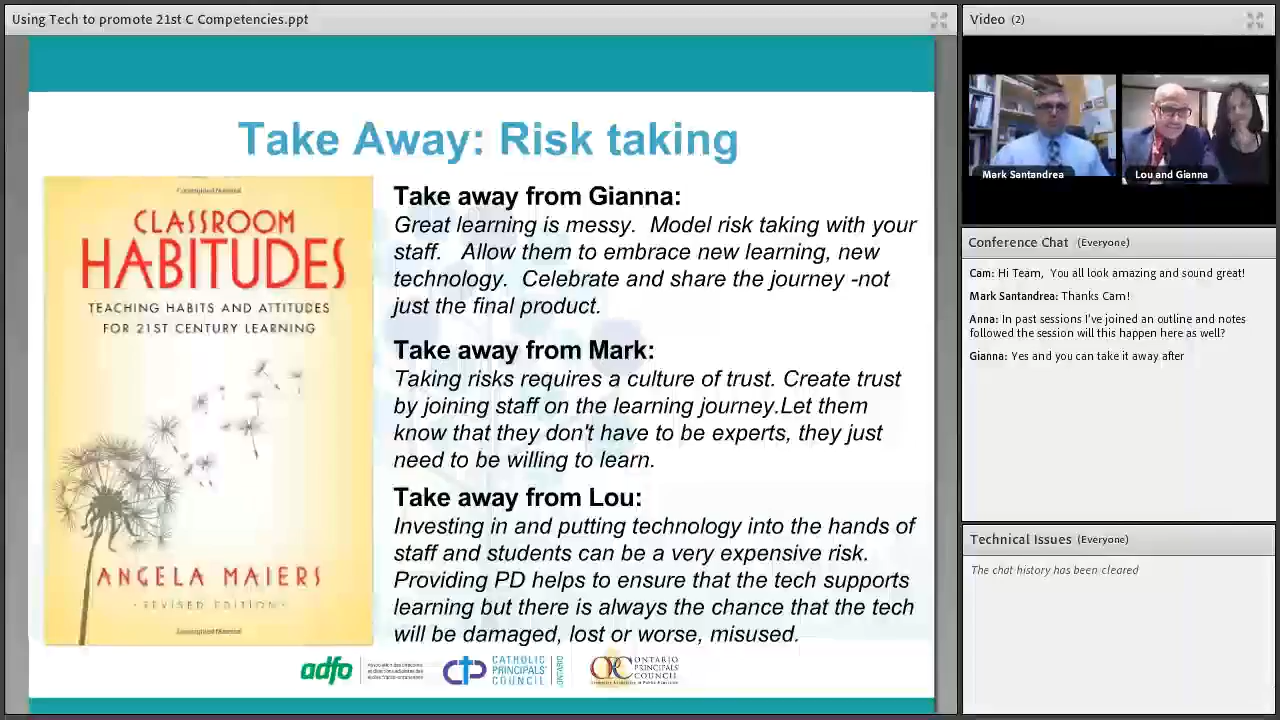 Using Tech to promote 21st C Competencies.ppt
Take Away: Risk taking
Copyrighted Material
CLASSROOM
HABITUDES
TEACHING HABITS AND ATTITUDES
FOR 21ST CENTURY LEARNING
ANGELA MAIERS
REVISED EDITION
Copyrighted Material
Take away from Gianna:
Great learning is messy. Model risk taking with your
staff. Allow them to embrace new learning, new
technology. Celebrate and share the journey -not
just the final product.
Take away from Mark:
Taking risks requires a culture of trust. Create trust
by joining staff on the learning journey.Let them
know that they don't have to be experts, they just
need to be willing to learn.
Take away from Lou:
Investing in and putting technology into the hands of
staff and students can be a very expensive risk.
Providing PD helps to ensure that the tech supports
learning but there is always the chance that the tech
will be damaged, lost or worse, misused.
adfo
CATHOLIC
PRINCIPALS'
COUNCIL
ONTARIO
ONTARIO
PRINCIPALS'
COUNCIL
Video (2)
Mark Santandrea
Lou and Gianna
Conference Chat (Everyone)
Cam: Hi Team, You all look amazing and sound great!
Mark Santandrea: Thanks Cam!
Anna: In past sessions I've joined an outline and notes
followed the session will this happen here as well?
Gianna: Yes and you can take it away after
Technical Issues (Everyone)
The chat history has been cleared